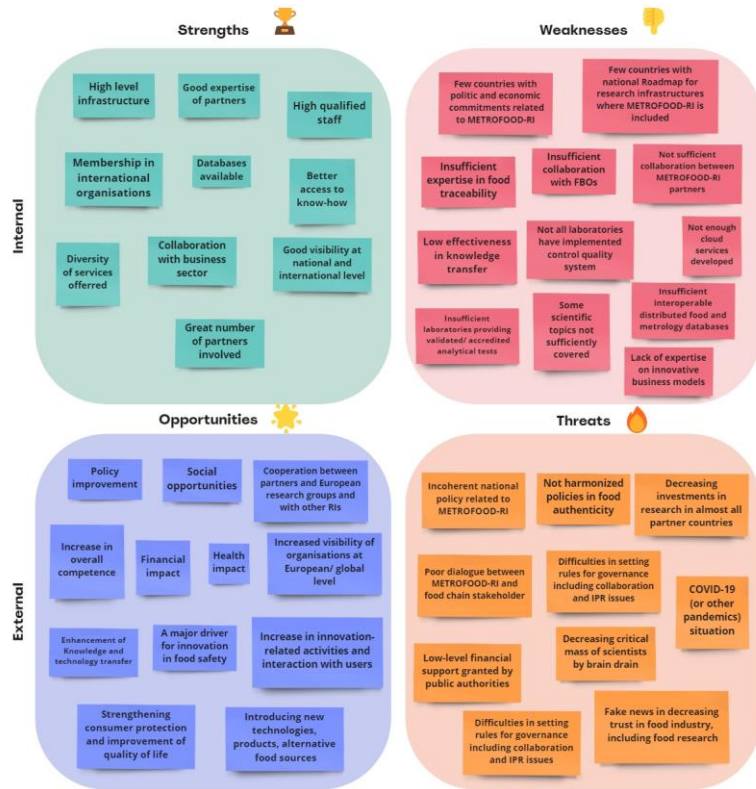 Strengths
Weaknesses
Internal
High level
infrastructure
Good expertise
of partners
High qualified
staff
Membership in
international
organisations
Databases
available
Better
access to
know-how
Diversity
of services
offerred
Collaboration
with business
sector
Good visibility at
national and
international level
Great number
of partners
involved
Few countries with
politic and economic
commitments related
to METROFOOD-RI
Few countries with
national Roadmap for
research infrastructures
where METROFOOD-RI is
included
Insufficient
expertise in food
traceability
Insufficient
collaboration
with FBOs
Not sufficient
collaboration between
METROFOOD-RI
partners
Low effectiveness
in knowledge
transfer
Not all laboratories
have implemented
control quality
system
Not enough
cloud
services
developed
Insufficient
laboratories providing
validated/ accredited
analytical tests
Some
scientific
topics not
sufficiently
covered
Insufficient
interoperable
distributed food and
metrology databases
Lack of expertise
on innovative
business models
Opportunities
Threats
External
Policy
improvement
Social
opportunities
Cooperation between
partners and European
research groups and
with other RIs
Increase in
overall
competence
Financial
impact
Health
impact
Increased visibility of
organisations at
European/ global
level
Enhancement of
Knowledge and
technology transfer
A major driver
for innovation
in food safety
Increase in innovation-
related activities and
interaction with users
Strengthening
consumer protection
and improvement of
quality of life
Introducing new
technologies,
products, alternative
food sources
Incoherent national
policy related to
METROFOOD-RI
Not harmonized
policies in food
authenticity
Decreasing
investments in
research in almost all
partner countries
Poor dialogue between
METROFOOD-RI and
food chain stakeholder
Difficulties in setting
rules for governance
including collaboration
and IPR issues
COVID-19
(or other
pandemics)
situation
Low-level financial
support granted by
public authorities
Decreasing critical
mass of scientists
by brain drain
Difficulties in setting
rules for governance
including collaboration
and IPR issues
Fake news in decreasing
trust in food industry,
including food research